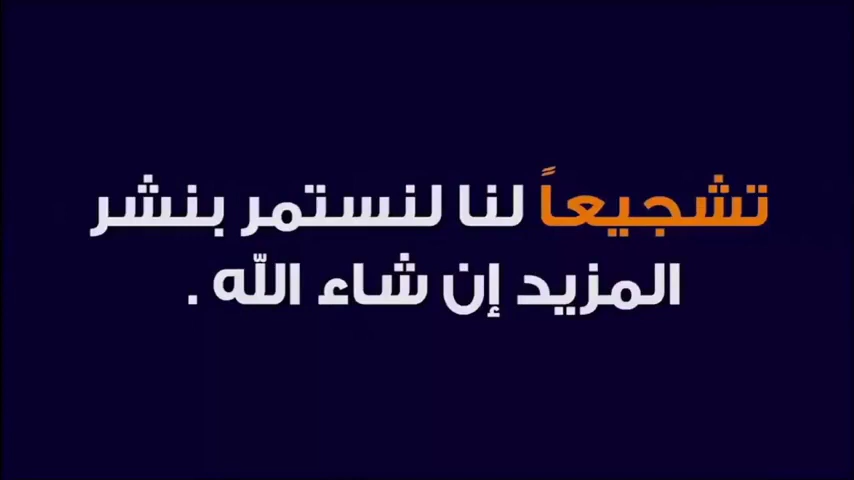 تشجيعاً لنا لنستمر بنشر
المزيد إن شاء الله .